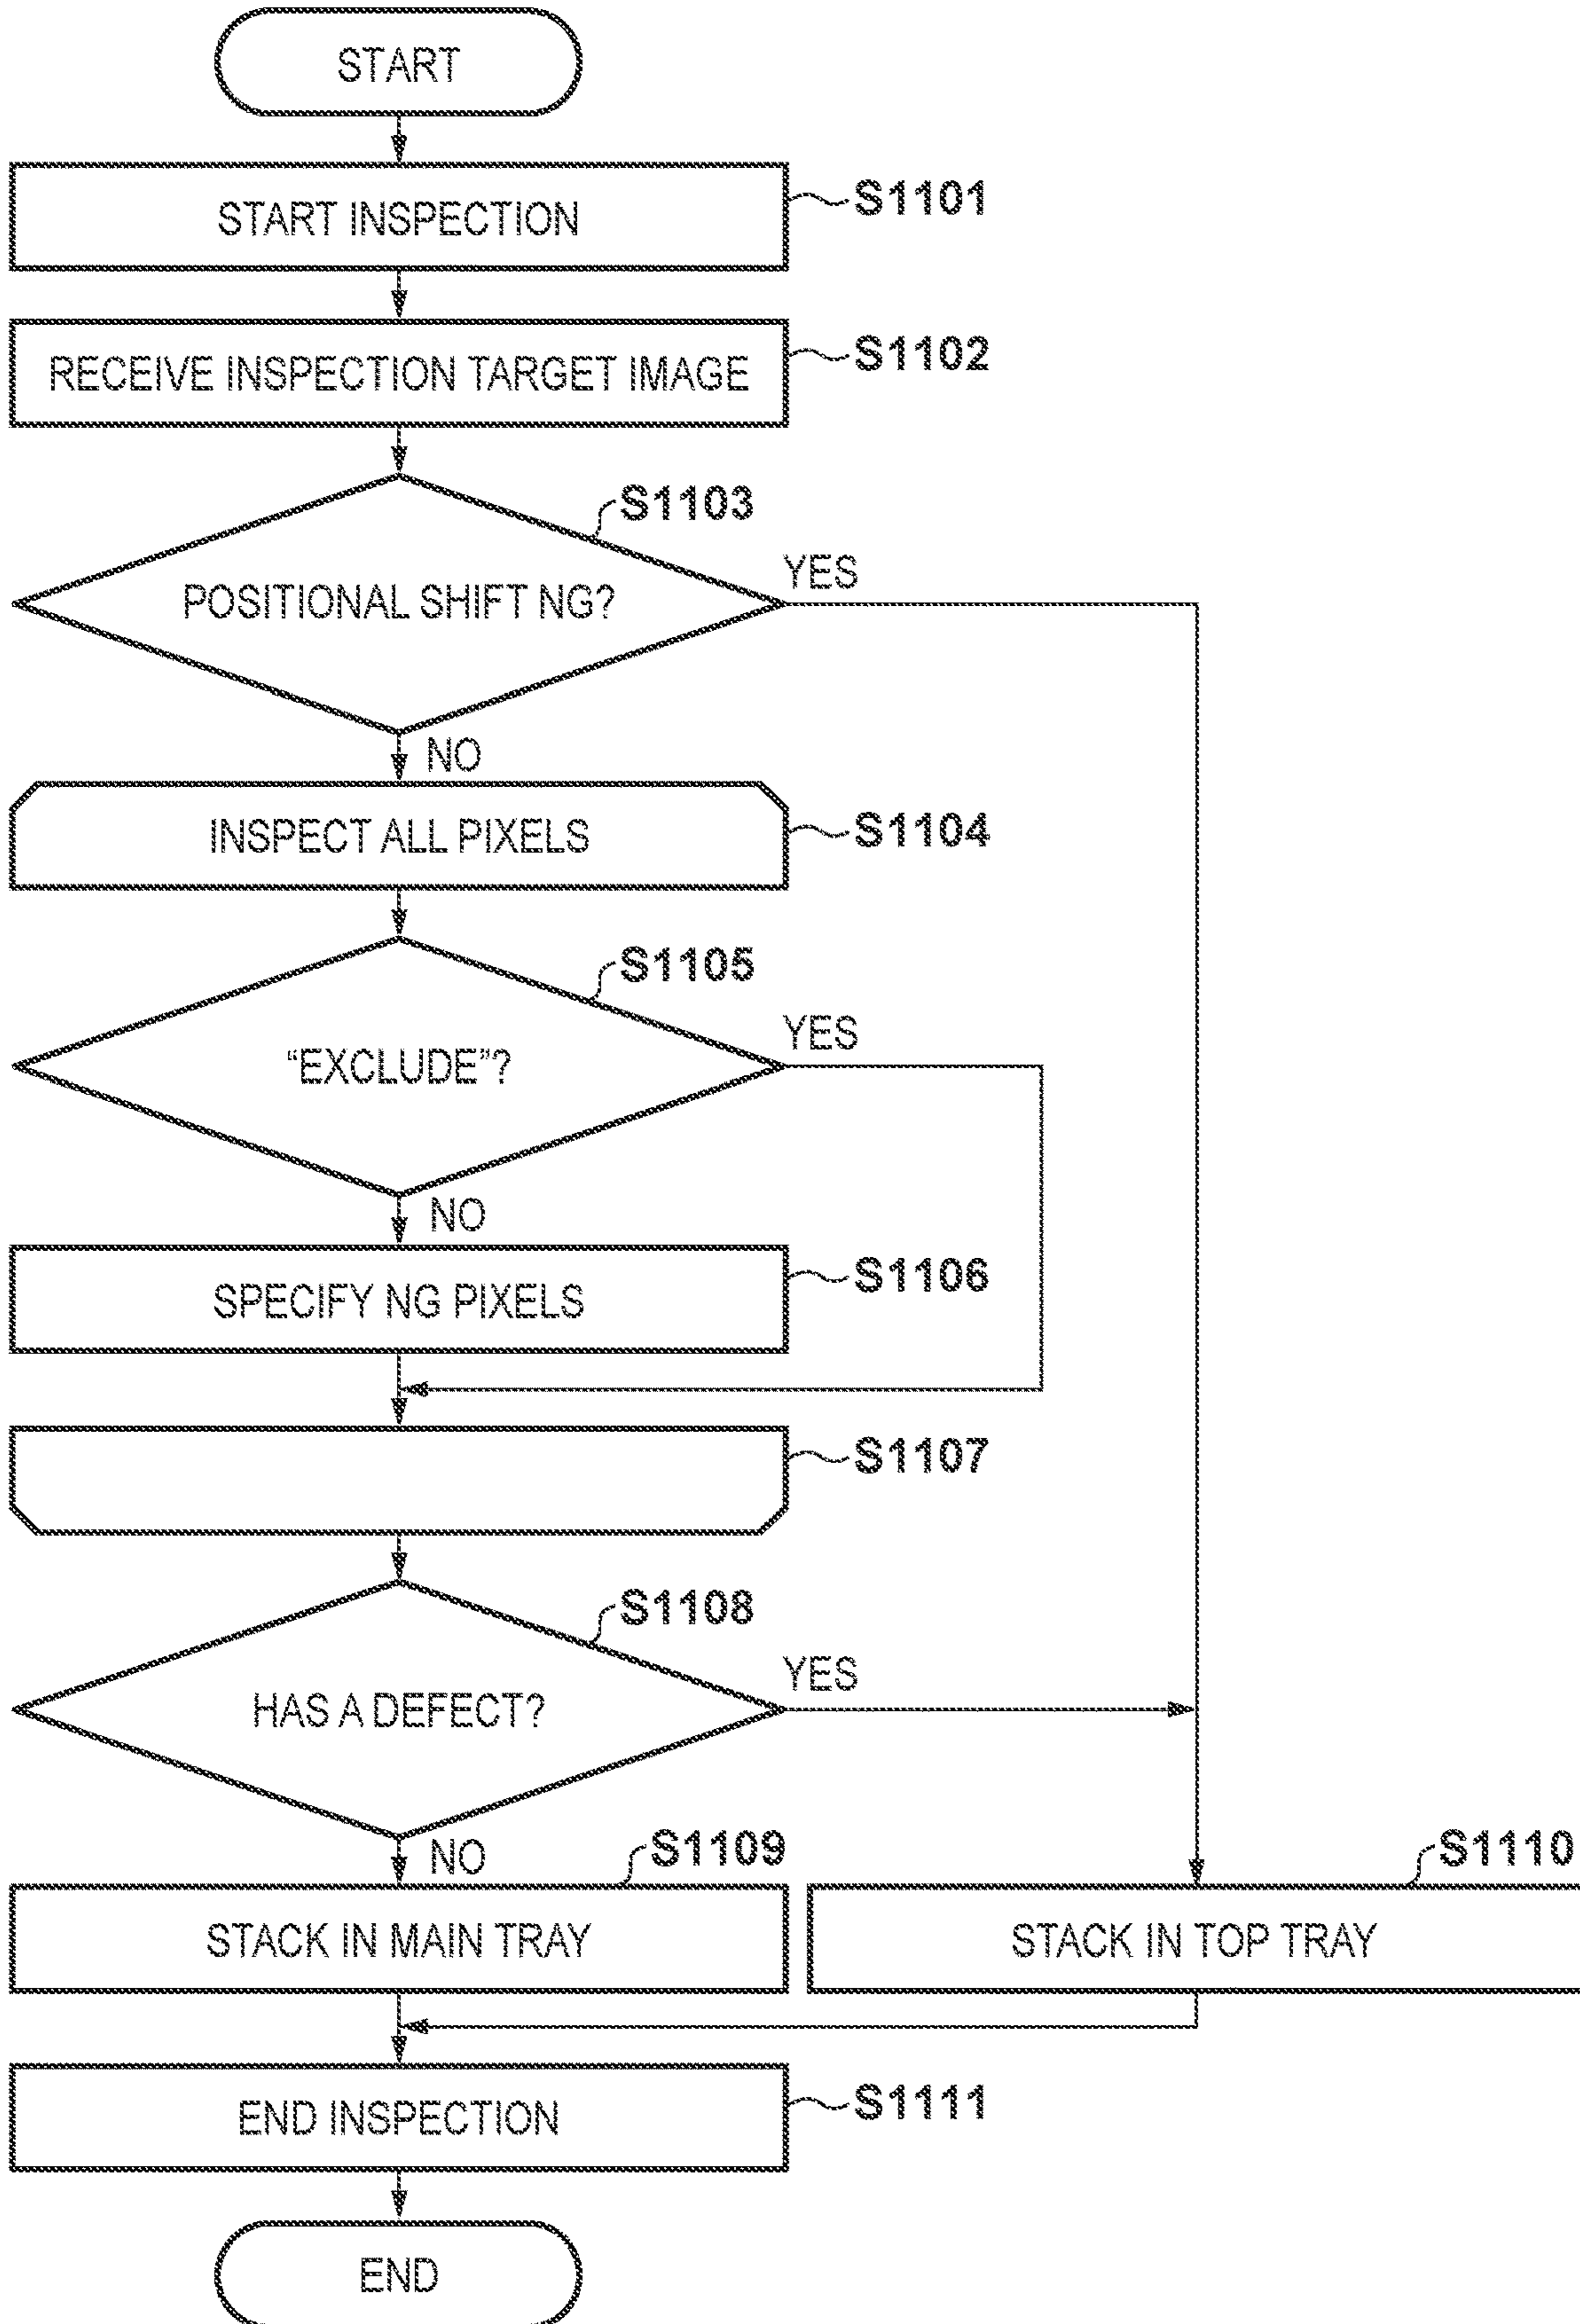 START
START INSPECTION
S1101
RECEIVE INSPECTION TARGET IMAGE
S1102
S1103
POSITIONAL SHIFT NG?
YES
NO
INSPECT ALL PIXELS
S1104
S1105
“EXCLUDE”?
YES
NO
SPECIFY NG PIXELS
S1106
S1107
S1108
HAS A DEFECT?
YES
NO
S1109
STACK IN MAIN TRAY
S1110
STACK IN TOP TRAY
END INSPECTION
S1111
END